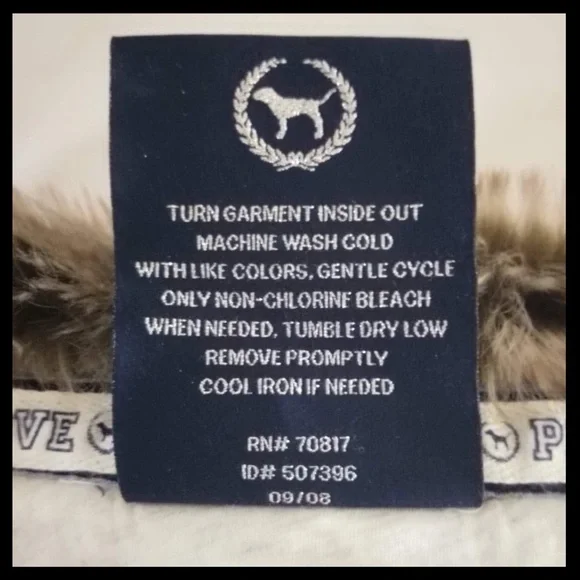 TURN GARMENT INSIDE OUT
MACHINE WASH COLD
WITH LIKE COLORS, GENTLE CYCLE
ONLY NON-CHLORINE BLEACH
WHEN NEEDED, TUMBLE DRY LOW
REMOVE PROMPTLY
COOL IRON IF NEEDED
RN# 70817
ID# 507396
09/08
VE P